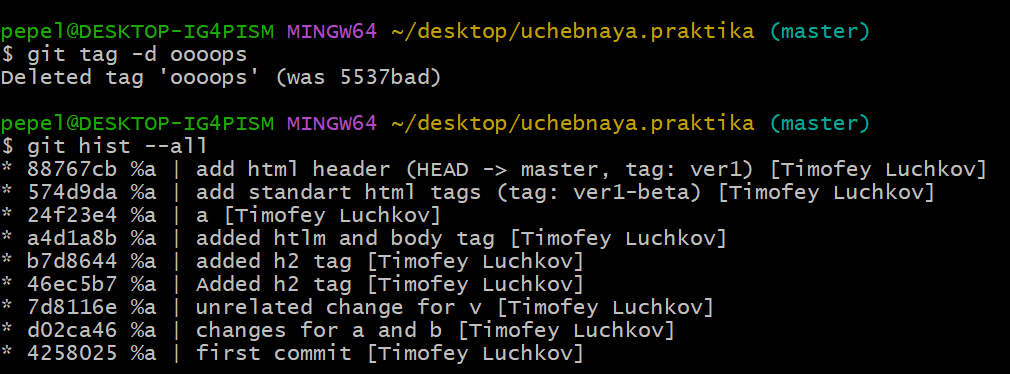 pepel@DESKTOP-IG4PISM MINGW64 ~/desktop/uchebnaya.praktika (master)
$ git tag -d oooops
Deleted tag 'oooops' (was 5537bad)
pepel@DESKTOP-IG4PISM MINGW64 ~/desktop/uchebnaya.praktika (master)
$ git hist --all
* 88767cb %a | add html header (HEAD -> master, tag: ver1) [Timofey Luchkov]
* 574d9da %a | add standart html tags (tag: ver1-beta) [Timofey Luchkov]
* 24f23e4 %a | a [Timofey Luchkov]
* a4d1a8b %a | added htlm and body tag [Timofey Luchkov]
* b7d8644 %a | added h2 tag [Timofey Luchkov]
* 46ec5b7 %a | Added h2 tag [Timofey Luchkov]
* 7d8116e %a | unrelated change for v [Timofey Luchkov]
* d02ca46 %a | changes for a and b [Timofey Luchkov]
* 4258025 %a | first commit [Timofey Luchkov]